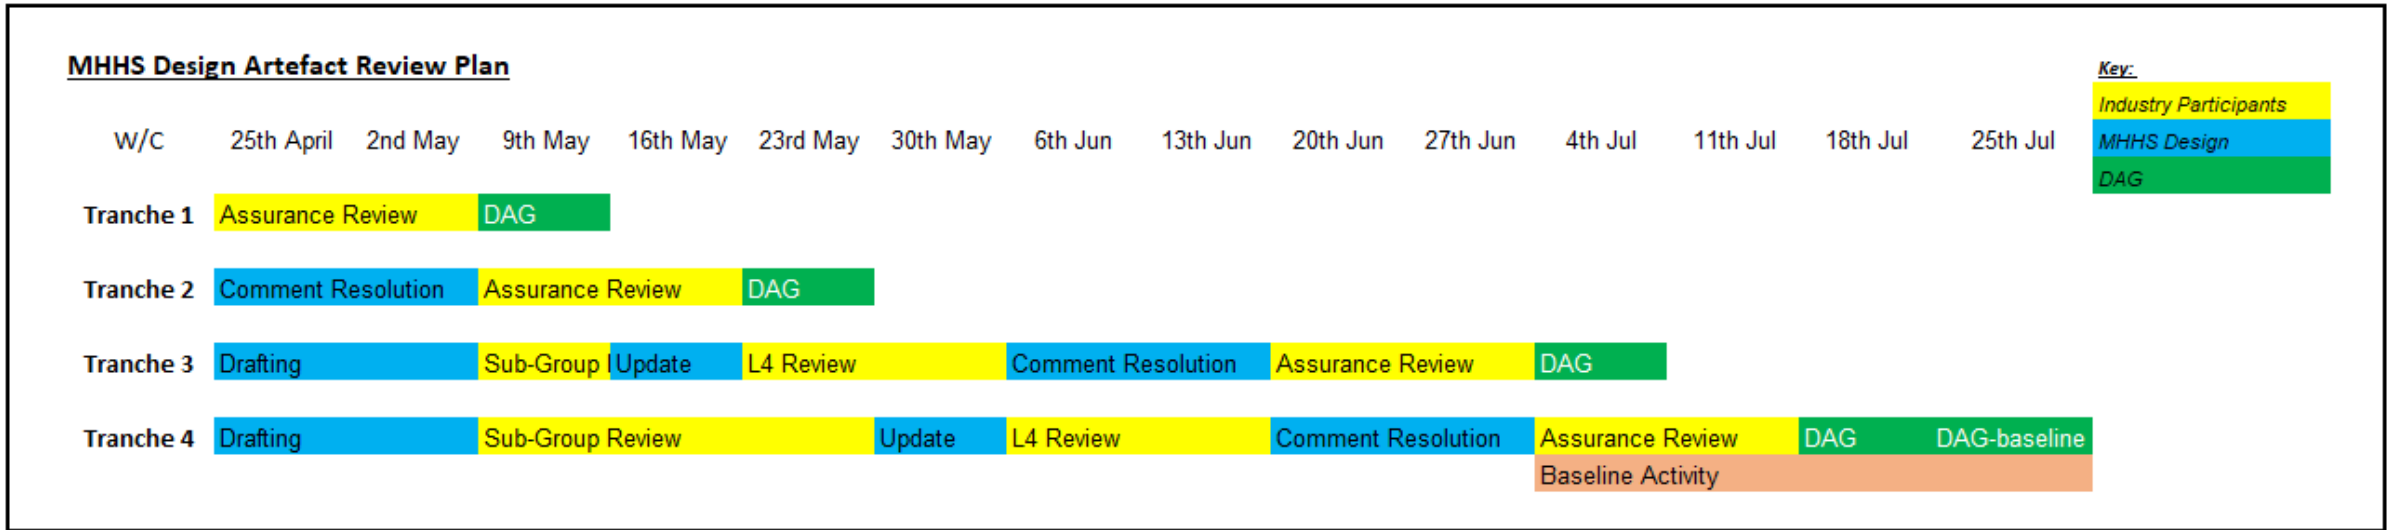 MHHS Design Artefact Review Plan
Key:
Industry Participants
W/C 25th April 2nd May 9th May 16th May 23rd May 30th May 6th Jun 13th Jun 20th Jun 27th Jun 4th Jul 11th Jul 18th Jul 25th Jul MHHS Design
DAG
Tranche 1 Assurance Review DAG
Tranche 2 Comment Resolution Assurance Review DAG
Tranche 3 Drafting Sub-Group Update L4 Review Comment Resolution Assurance Review DAG
Tranche 4 Drafting Sub-Group Review Update L4 Review Comment Resolution Assurance Review DAG DAG-baseline
Baseline Activity